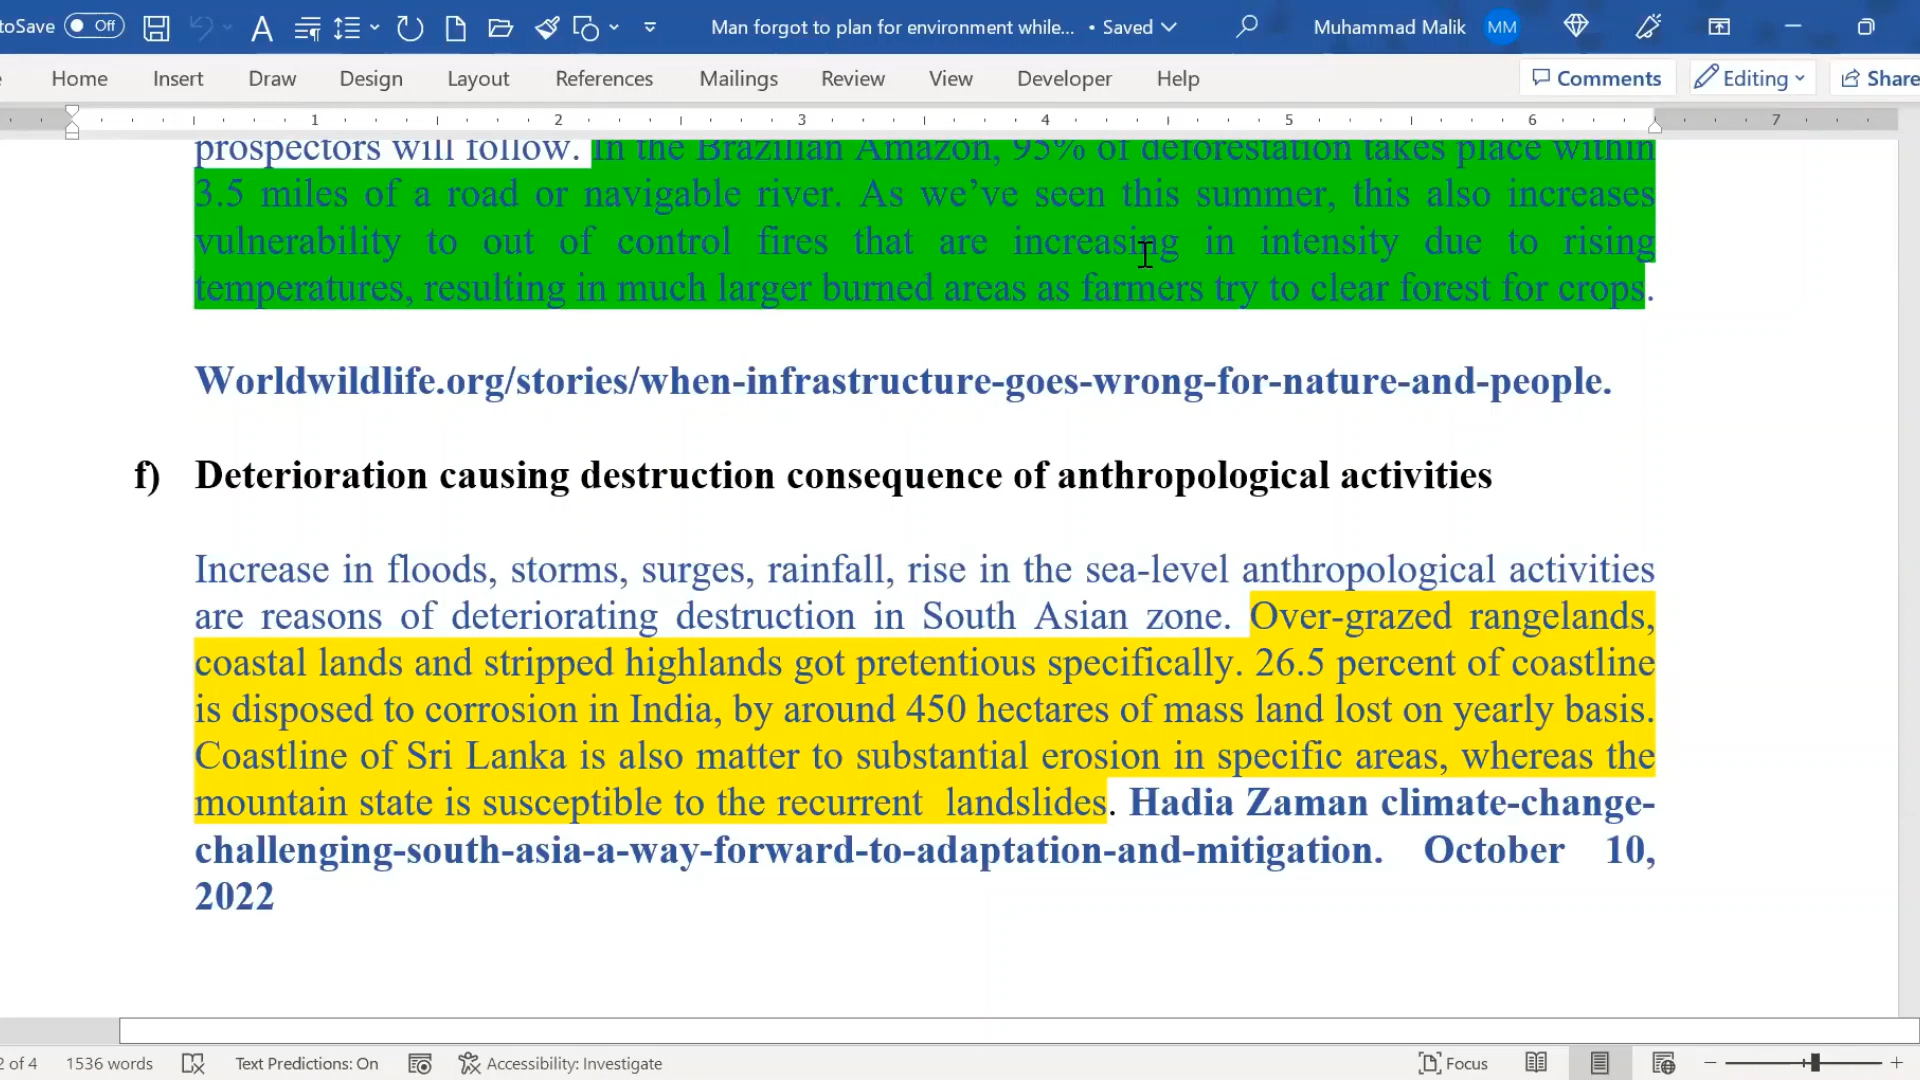 toSave Off Man forgot to plan for environment while... • Saved Muhammad Malik MM
Home Insert Draw Design Layout References Mailings Review View Developer Help Comments Editing Share
1 2 3 4 5 6 7
prospectors will follow. In the Brazilian Amazon, 95% of deforestation takes place within
3.5 miles of a road or navigable river. As we’ve seen this summer, this also increases
vulnerability to out of control fires that are increasing in intensity due to rising
temperatures, resulting in much larger burned areas as farmers try to clear forest for crops.
Worldwildlife.org/stories/when-infrastructure-goes-wrong-for-nature-and-people.
f) Deterioration causing destruction consequence of anthropological activities
Increase in floods, storms, surges, rainfall, rise in the sea-level anthropological activities
are reasons of deteriorating destruction in South Asian zone. Over-grazed rangelands,
coastal lands and stripped highlands got pretentious specifically. 26.5 percent of coastline
is disposed to corrosion in India, by around 450 hectares of mass land lost on yearly basis.
Coastline of Sri Lanka is also matter to substantial erosion in specific areas, whereas the
mountain state is susceptible to the recurrent landslides. Hadia Zaman climate-change-
challenging-south-asia-a-way-forward-to-adaptation-and-mitigation. October 10,
2022
2 of 4 1536 words Text Predictions: On Accessibility: Investigate Focus